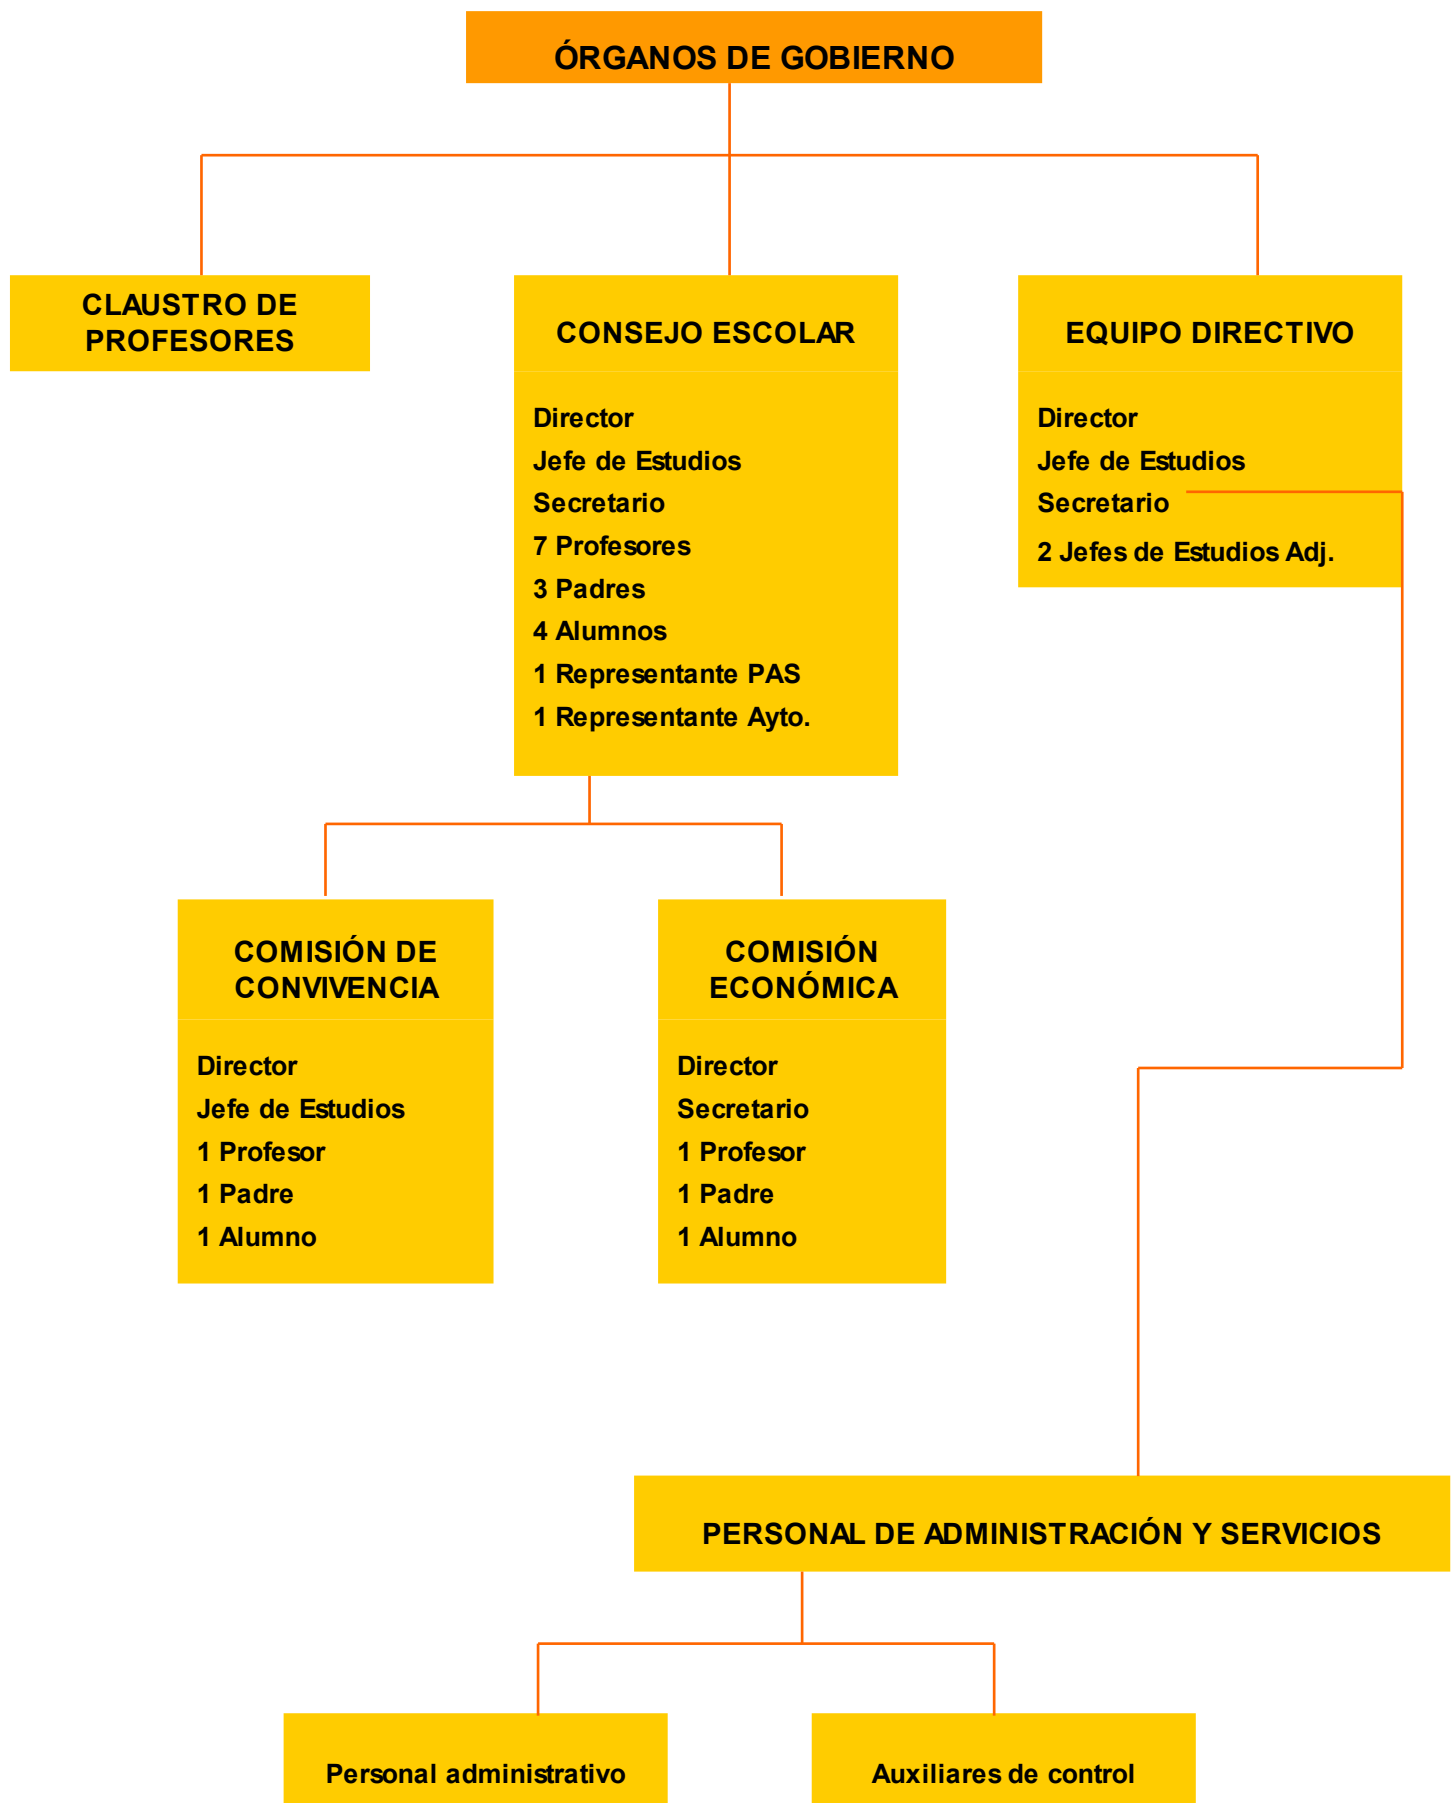 ÓRGANOS DE GOBIERNO
CLAUSTRO DE
PROFESORES
CONSEJO ESCOLAR
Director
Jefe de Estudios
Secretario
7 Profesores
3 Padres
4 Alumnos
1 Representante PAS
1 Representante Ayto.
EQUIPO DIRECTIVO
Director
Jefe de Estudios
Secretario
2 Jefes de Estudios Adj.
COMISIÓN DE
CONVIVENCIA
Director
Jefe de Estudios
1 Profesor
1 Padre
1 Alumno
COMISIÓN
ECONÓMICA
Director
Secretario
1 Profesor
1 Padre
1 Alumno
PERSONAL DE ADMINISTRACIÓN Y SERVICIOS
Personal administrativo
Auxiliares de control